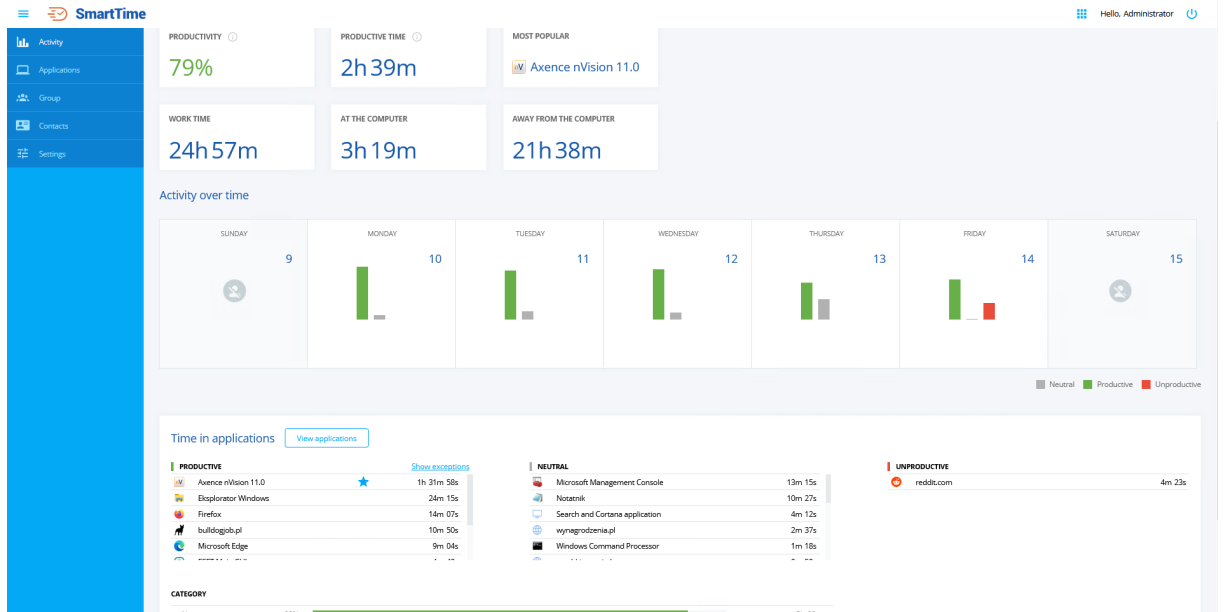 SmartTime
Hello, Administrator
Activity
Applications
Group
Contacts
Settings
PRODUCTIVITY
79%
PRODUCTIVE TIME
2h 39m
MOST POPULAR
nV Axence nVision 11.0
WORK TIME
24h 57m
AT THE COMPUTER
3h 19m
AWAY FROM THE COMPUTER
21h 38m
Activity over time
SUNDAY MONDAY TUESDAY WEDNESDAY THURSDAY FRIDAY SATURDAY
9 10 11 12 13 14 15
Neutral Productive Unproductive
Time in applications View applications
PRODUCTIVE Show exceptions
nV Axence nVision 11.0 1h 31m 58s
Eksplorator Windows 24m 15s
Firefox 14m 07s
bulldogjob.pl 10m 50s
Microsoft Edge 9m 04s
NEUTRAL
Microsoft Management Console 13m 15s
Notatnik 10m 27s
Search and Cortana application 4m 12s
wynagrodzenia.pl 2m 37s
Windows Command Processor 1m 18s
UNPRODUCTIVE
reddit.com 4m 23s
CATEGORY